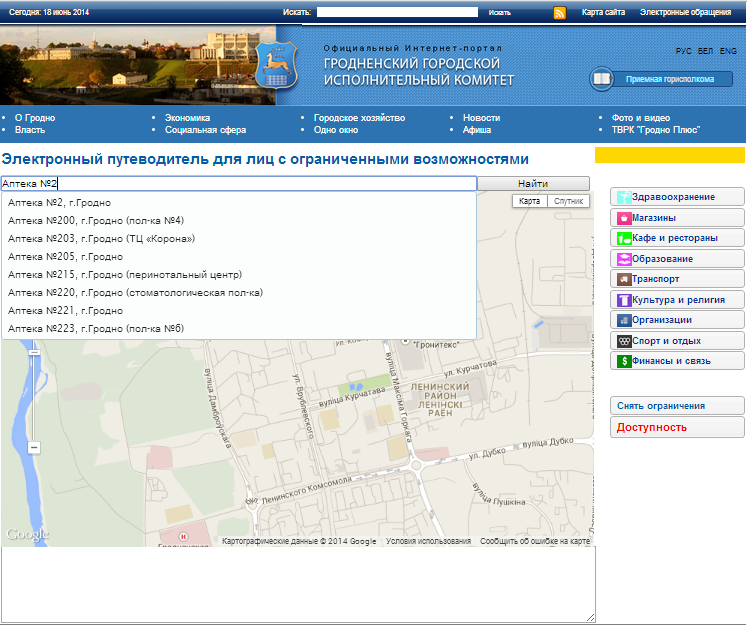 Сегодня: 18 июнь 2014
Искать:
Искать
Карта сайта
Электронные обращения
Официальный Интернет-портал
ГРОДНЕНСКИЙ ГОРОДСКОЙ
ИСПОЛНИТЕЛЬНЫЙ КОМИТЕТ
РУС БЕЛ ENG
Приемная горисполкома
О Гродно
Экономика
Городское хозяйство
Новости
Фото и видео
Власть
Социальная сфера
Одно окно
Афиша
ТВРК "Гродно Плюс"
Электронный путеводитель для лиц с ограниченными возможностями
Аптека №2
Найти
Аптека №2, г.Гродно
Аптека №200, г.Гродно (пол-ка №4)
Аптека №203, г.Гродно (ТЦ «Корона»)
Аптека №205, г.Гродно
Аптека №215, г.Гродно (перинотальный центр)
Аптека №220, г.Гродно (стоматологическая пол-ка)
Аптека №221, г.Гродно
Аптека №223, г.Гродно (пол-ка №6)
Карта
Спутник
"Гронитекс"
ул. Курчатова
вуліца Курчатава
ЛЕНИНСКИЙ
РАЙОН
ЛЕНІНСКІ
РАЁН
вуліца Дамброўскага
ул. Врублевского
вуліца Максіма Горкага
ул. Дубко
вуліца Дубко
Ленинского Комсомола
вуліца Пушкіна
Google
Картографические данные © 2014 Google
Условия использования
Сообщить об ошибке на карте
Здравоохранение
Магазины
Кафе и рестораны
Образование
Транспорт
Культура и религия
Организации
Спорт и отдых
Финансы и связь
Снять ограничения
Доступность